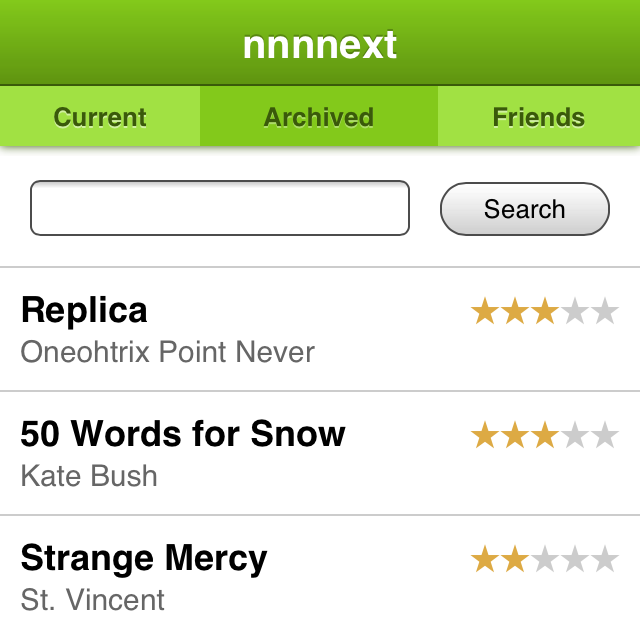 nnnnext
Current Archived Friends
Search
Replica
Oneohtrix Point Never
50 Words for Snow
Kate Bush
Strange Mercy
St. Vincent